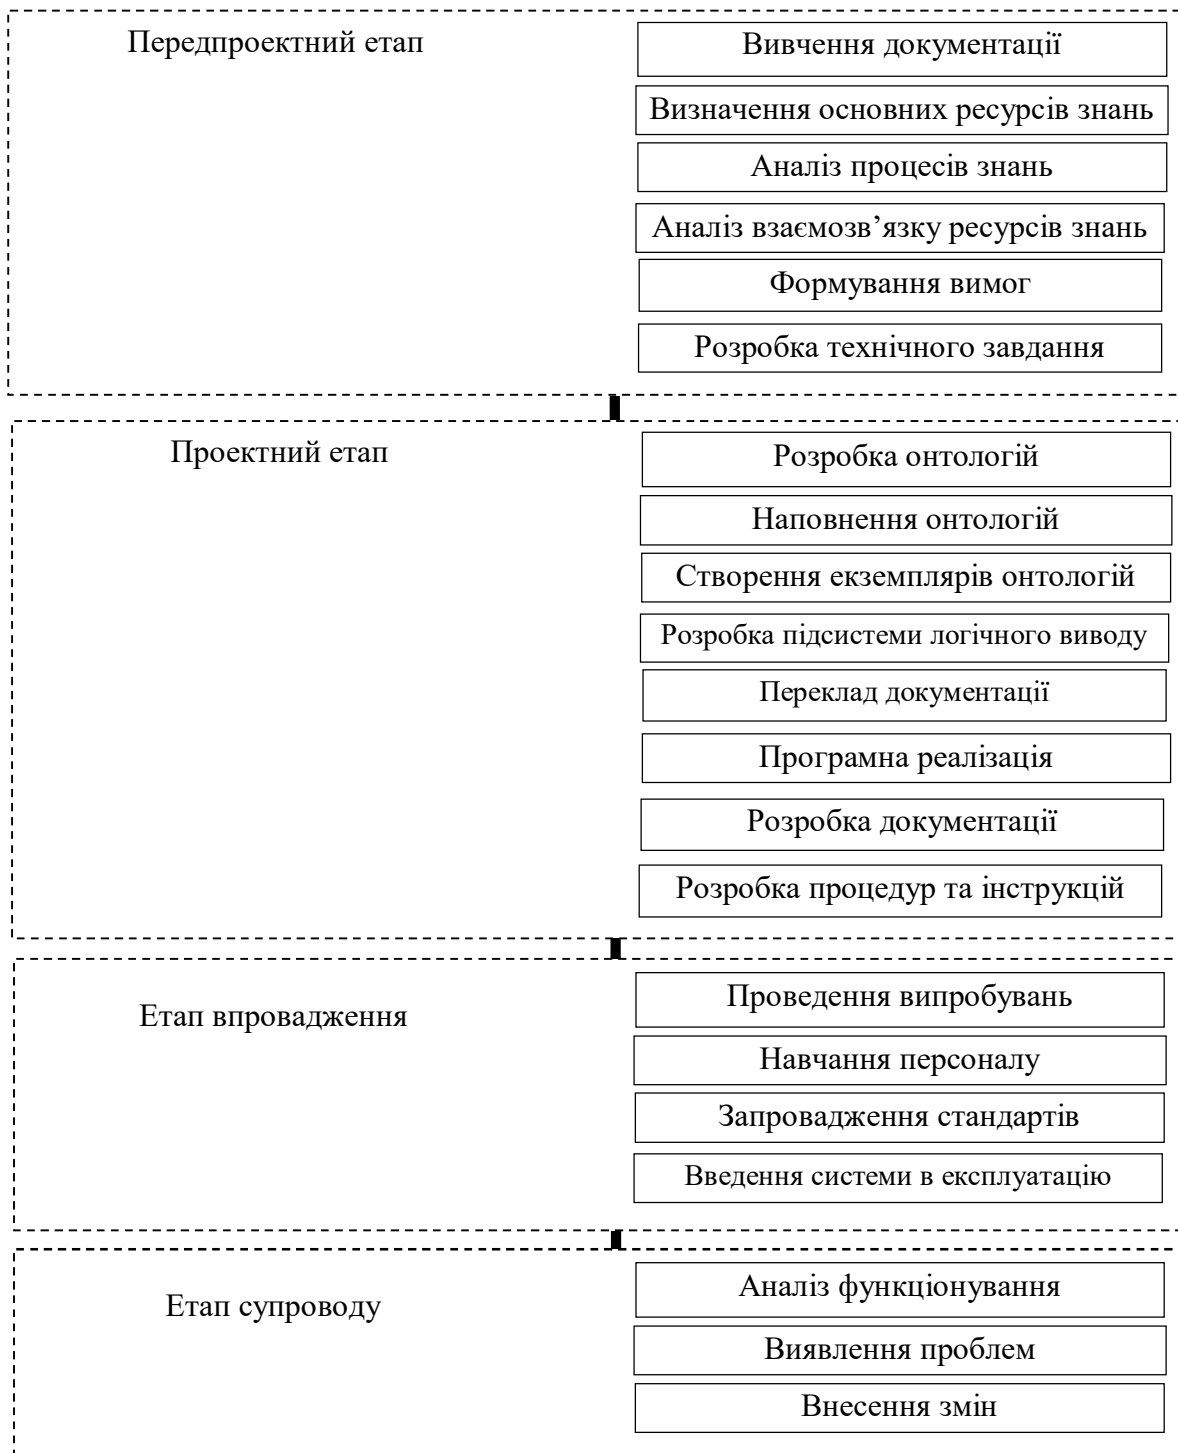 Передпроектний етап
Вивчення документації
Визначення основних ресурсів знань
Аналіз процесів знань
Аналіз взаємозв’язку ресурсів знань
Формування вимог
Розробка технічного завдання
Проектний етап
Розробка онтологій
Наповнення онтологій
Створення екземплярів онтологій
Розробка підсистеми логічного виводу
Переклад документації
Програмна реалізація
Розробка документації
Розробка процедур та інструкцій
Етап впровадження
Проведення випробувань
Навчання персоналу
Запровадження стандартів
Введення системи в експлуатацію
Етап супроводу
Аналіз функціонування
Виявлення проблем
Внесення змін